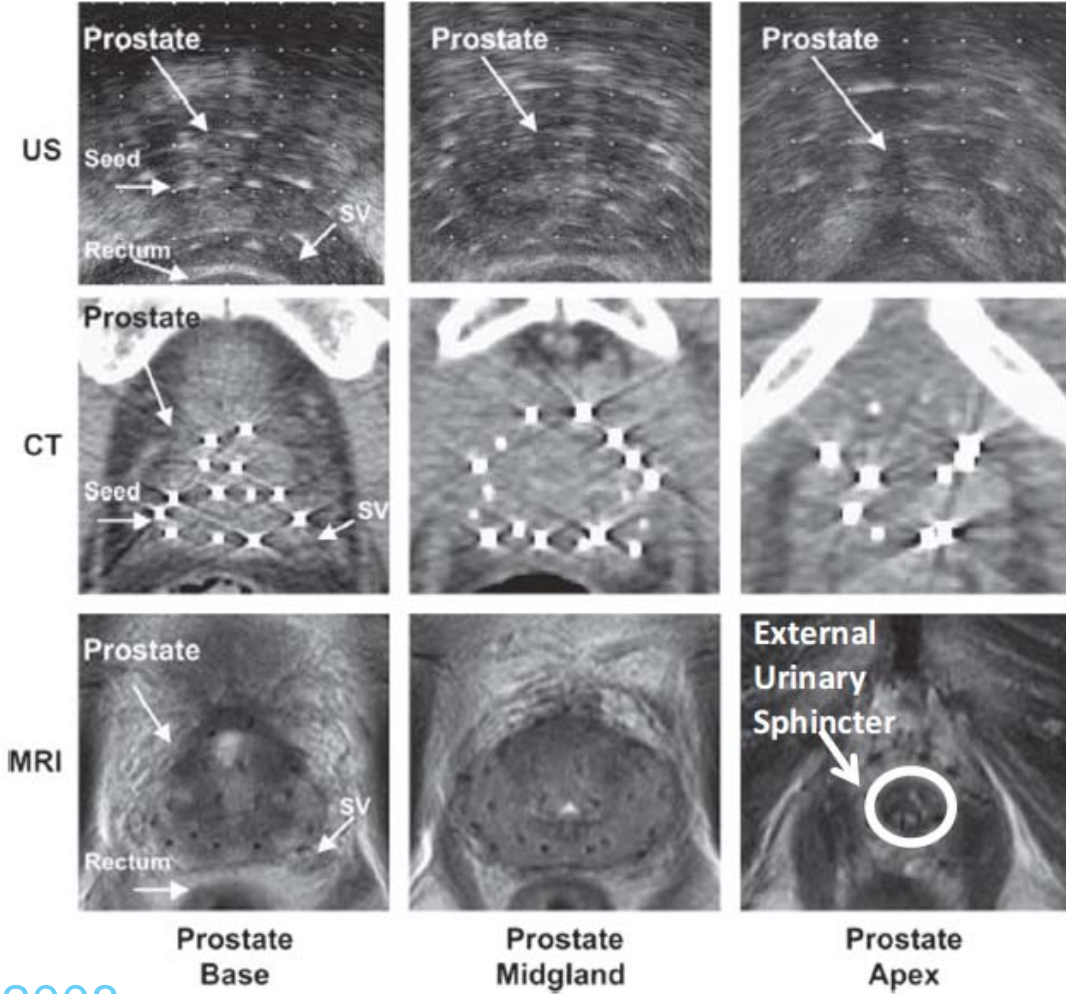 Prostate
Prostate
Prostate
US
Seed
SV
Rectum
Prostate
CT
Seed
SV
External
Urinary
Sphincter
Prostate
MRI
SV
Rectum
Prostate
Base
Prostate
Midgland
Prostate
Apex